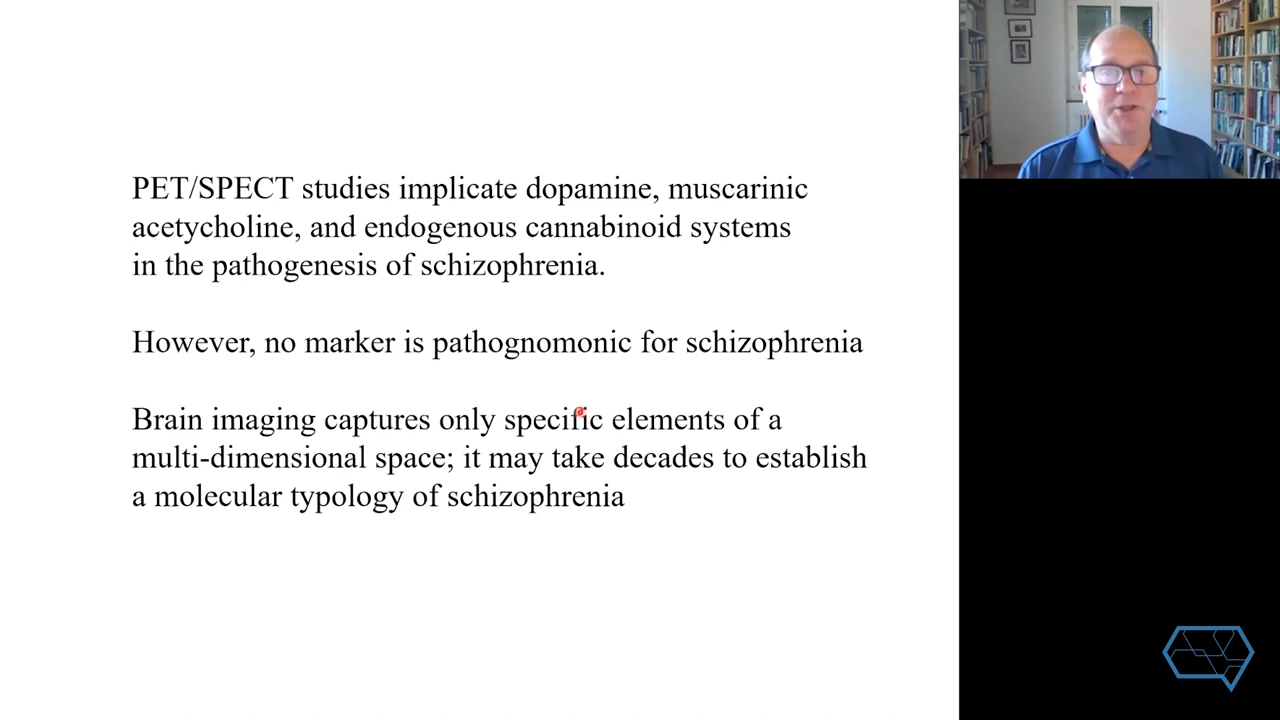 PET/SPECT studies implicate dopamine, muscarinic
acetycholine, and endogenous cannabinoid systems
in the pathogenesis of schizophrenia.
However, no marker is pathognomonic for schizophrenia
Brain imaging captures only specific elements of a
multi-dimensional space; it may take decades to establish
a molecular typology of schizophrenia